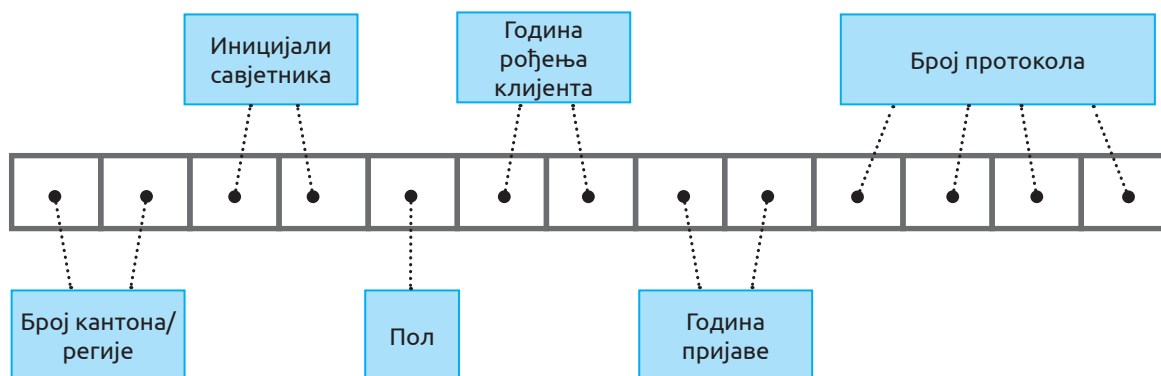 Иницијали
савјетника
Година
рођења
клијента
Број протокола
Број кантона/
регије
Пол
Година
пријаве